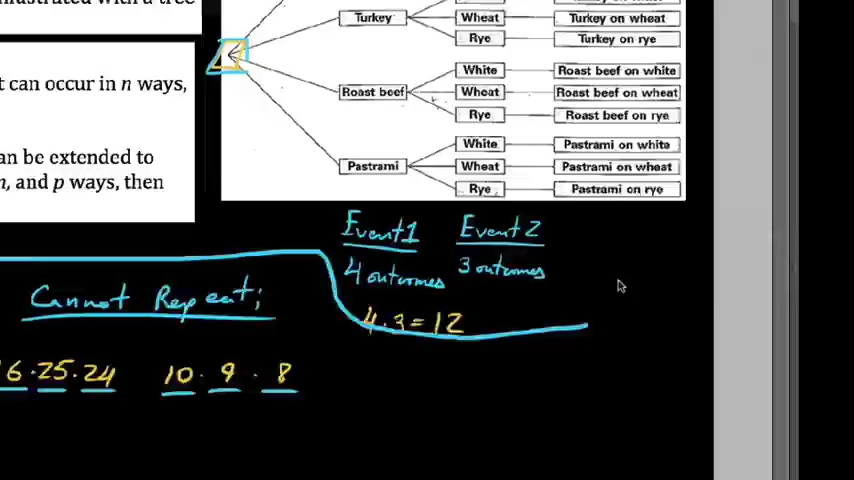 Turkey
Wheat
Turkey on wheat
Rye
Turkey on rye
t can occur in n ways,
Roast beef
White
Roast beef on white
Wheat
Roast beef on wheat
Rye
Roast beef on rye
an be extended to
n, and p ways, then
Pastrami
White
Pastrami on white
Wheat
Pastrami on wheat
Rye
Pastrami on rye
Event 1 Event 2
4 outcomes 3 outcomes
4·3=12
Cannot Repeat;
6·25·24 10·9·8